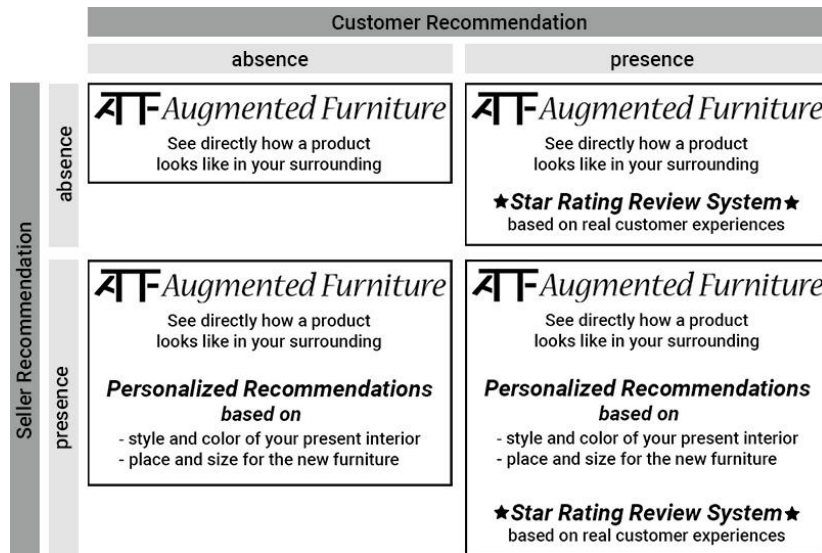 Customer Recommendation
absence
presence
Seller Recommendation
absence
ATF Augmented Furniture
See directly how a product
looks like in your surrounding
ATF Augmented Furniture
See directly how a product
looks like in your surrounding
★Star Rating Review System★
based on real customer experiences
presence
ATF Augmented Furniture
See directly how a product
looks like in your surrounding
Personalized Recommendations
based on
- style and color of your present interior
- place and size for the new furniture
ATF Augmented Furniture
See directly how a product
looks like in your surrounding
Personalized Recommendations
based on
- style and color of your present interior
- place and size for the new furniture
★Star Rating Review System★
based on real customer experiences